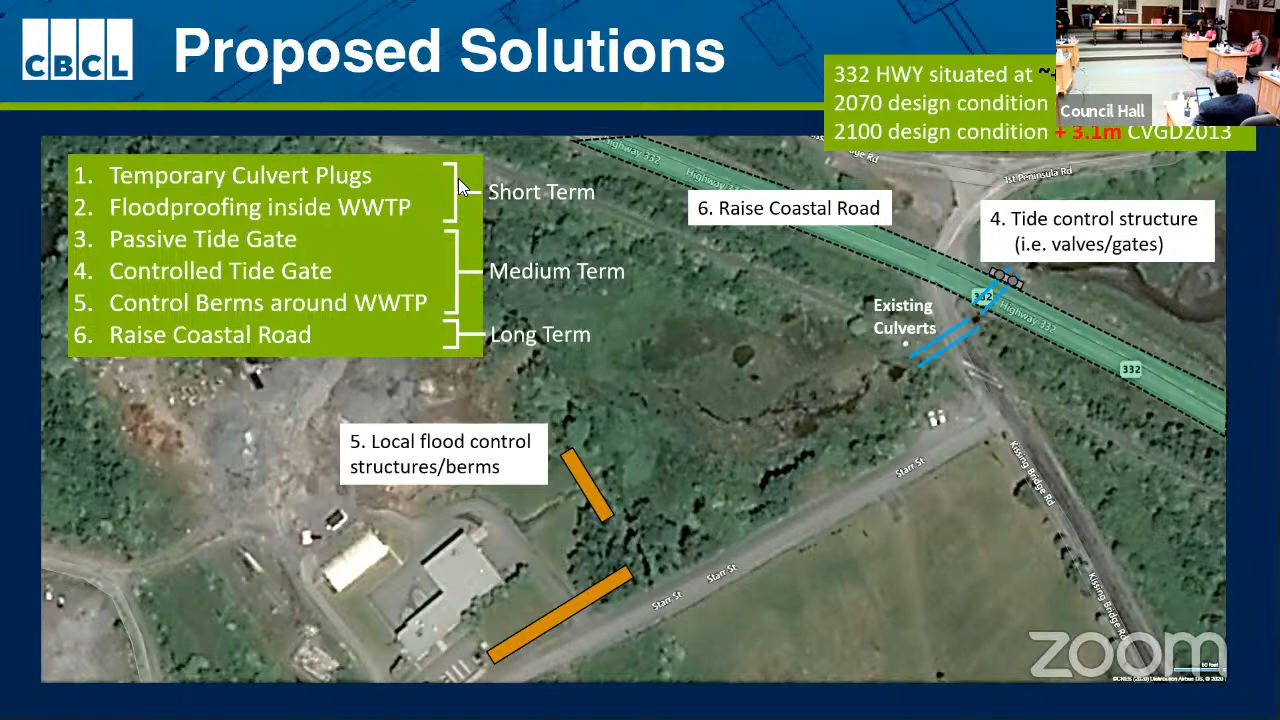 CBCL
Proposed Solutions
332 HWY situated at ~
2070 design condition
2100 design condition + 3.1m CVGD2013
Council Hall
1. Temporary Culvert Plugs
2. Floodproofing inside WWTP
3. Passive Tide Gate
4. Controlled Tide Gate
5. Control Berms around WWTP
6. Raise Coastal Road
Short Term
Medium Term
Long Term
Highway 332
Highway 332
1st Peninsula Rd
6. Raise Coastal Road
4. Tide control structure
(i.e. valves/gates)
Existing
Culverts
332
Highway 332
332
5. Local flood control
structures/berms
Starr St
Starr St
Starr St
Kissing Bridge Rd
Kissing Bridge Rd
zoom